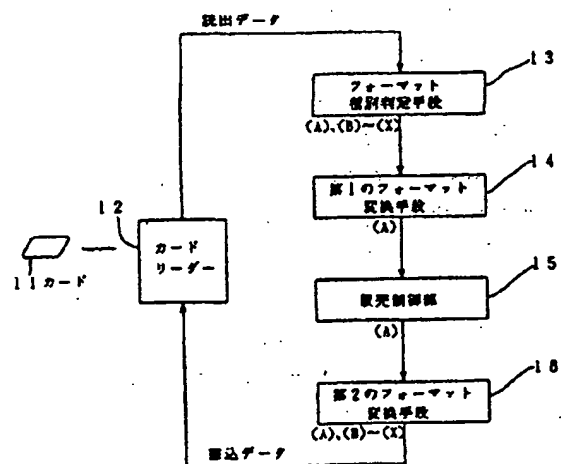 読出データ
13
フォーマット
種別判定手段
(A)、(B)～(X)
14
第1のフォーマット
変換手段
(A)
12
カード
リーダー
11カード
15
販売制御部
(A)
16
第2のフォーマット
変換手段
(A)、(B)～(X)
書込データ